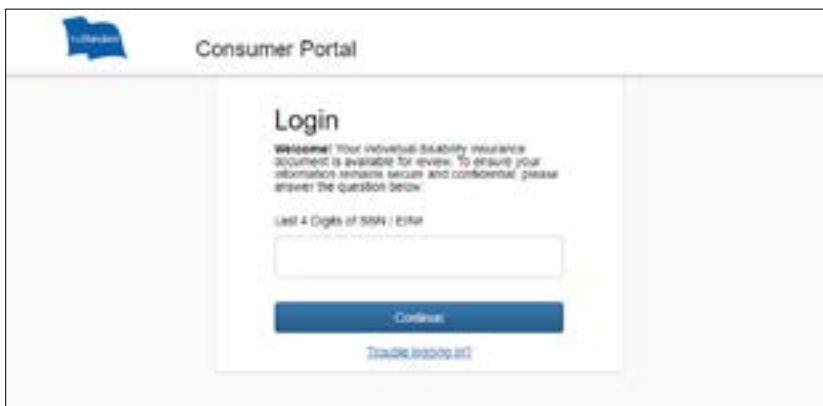 Consumer Portal
Login
Welcome! Your individual disability insurance
document is available for review. To ensure your
information remains secure and confidential, please
answer the question below:
Last 4 Digits of SSN / EIN#
Continue
Trouble logging in?